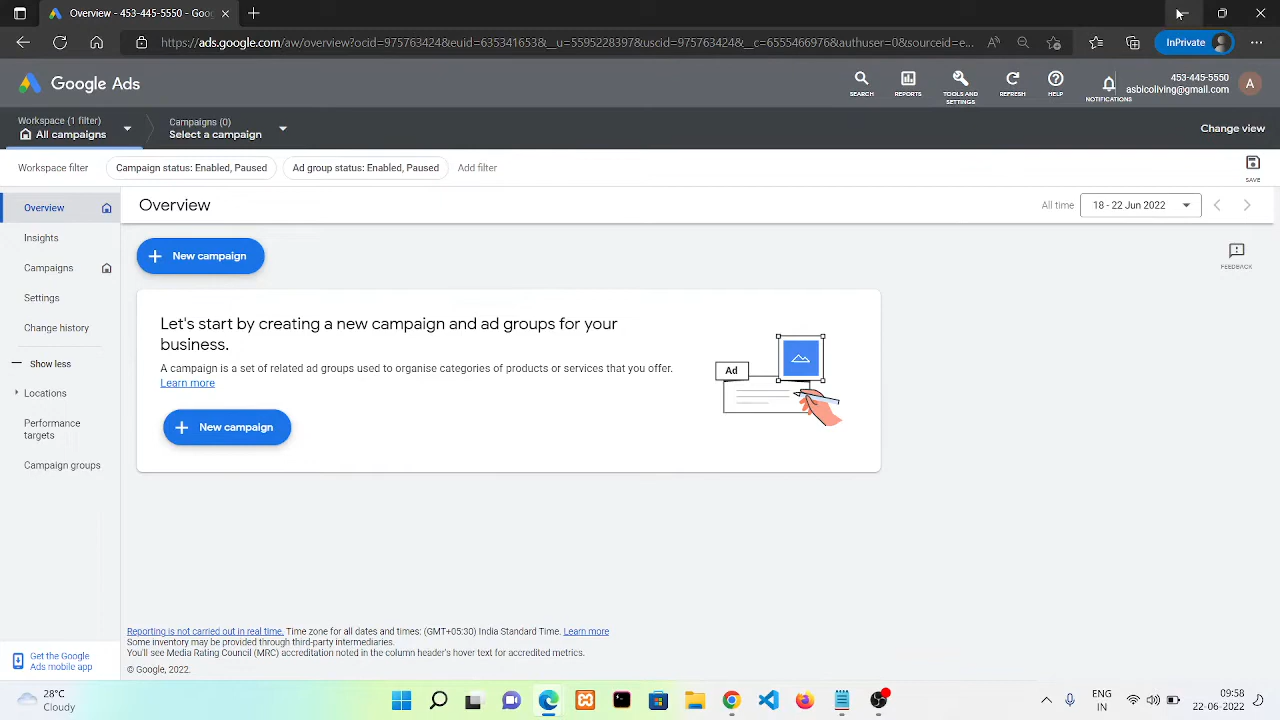 Overview - 453-445-5550 - Goog
https://ads.google.com/aw/overview?ocid=975763424&euid=635341653&__u=5595228397&uscid=975763424&__c=6555466976&authuser=0&sourceid=e...
InPrivate
Google Ads
SEARCH
REPORTS
TOOLS AND
SETTINGS
REFRESH
HELP
NOTIFICATIONS
453-445-5550
asbicoliving@gmail.com
A
Workspace (1 filter)
All campaigns
Campaigns (0)
Select a campaign
Change view
Workspace filter
Campaign status: Enabled, Paused
Ad group status: Enabled, Paused
Add filter
SAVE
Overview
Insights
Campaigns
Settings
Change history
Show less
Locations
Performance
targets
Campaign groups
Get the Google
Ads mobile app
Overview
All time
18 - 22 Jun 2022
New campaign
FEEDBACK
Let's start by creating a new campaign and ad groups for your
business.
A campaign is a set of related ad groups used to organise categories of products or services that you offer.
Learn more
New campaign
Ad
Reporting is not carried out in real time. Time zone for all dates and times: (GMT+05:30) India Standard Time. Learn more
Some inventory may be provided through third-party intermediaries.
You'll see Media Rating Council (MRC) accreditation noted in the column header's hover text for accredited metrics.
© Google, 2022.
28°C
Cloudy
ENG
IN
09:58
22-06-2022